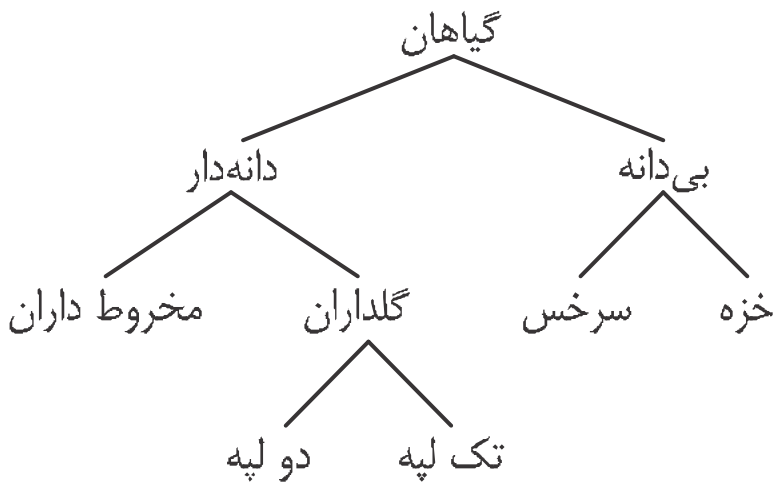 گیاهان
بی‌دانه
دانه‌دار
خزه
سرخس
گلداران
مخروط داران
تک لپه
دو لپه